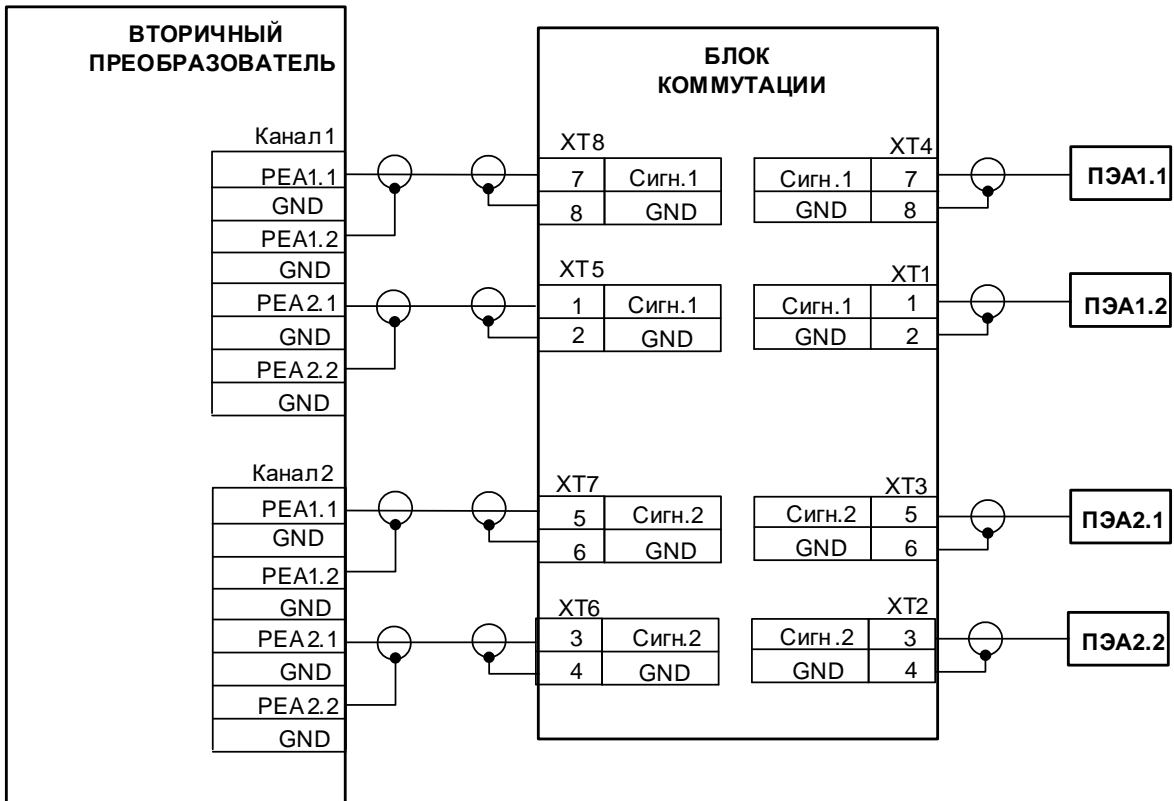 ВТОРИЧНЫЙ
ПРЕОБРАЗОВАТЕЛЬ
БЛОК
КОММУТАЦИИ
Канал 1
PEA1.1
GND
PEA1.2
GND
PEA2.1
GND
PEA2.2
GND
XT8
7 Сигн.1
8 GND
XT4
Сигн.1 7
GND 8
ПЭА1.1
XT5
1 Сигн.1
2 GND
XT1
Сигн.1 1
GND 2
ПЭА1.2
Канал 2
PEA1.1
GND
PEA1.2
GND
PEA2.1
GND
PEA2.2
GND
XT7
5 Сигн.2
6 GND
XT3
Сигн.2 5
GND 6
ПЭА2.1
XT6
3 Сигн.2
4 GND
XT2
Сигн.2 3
GND 4
ПЭА2.2